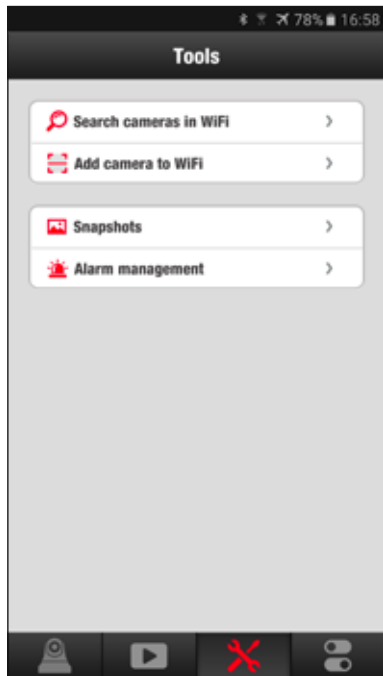 78% 16:58
Tools
Search cameras in WiFi
Add camera to WiFi
Snapshots
Alarm management